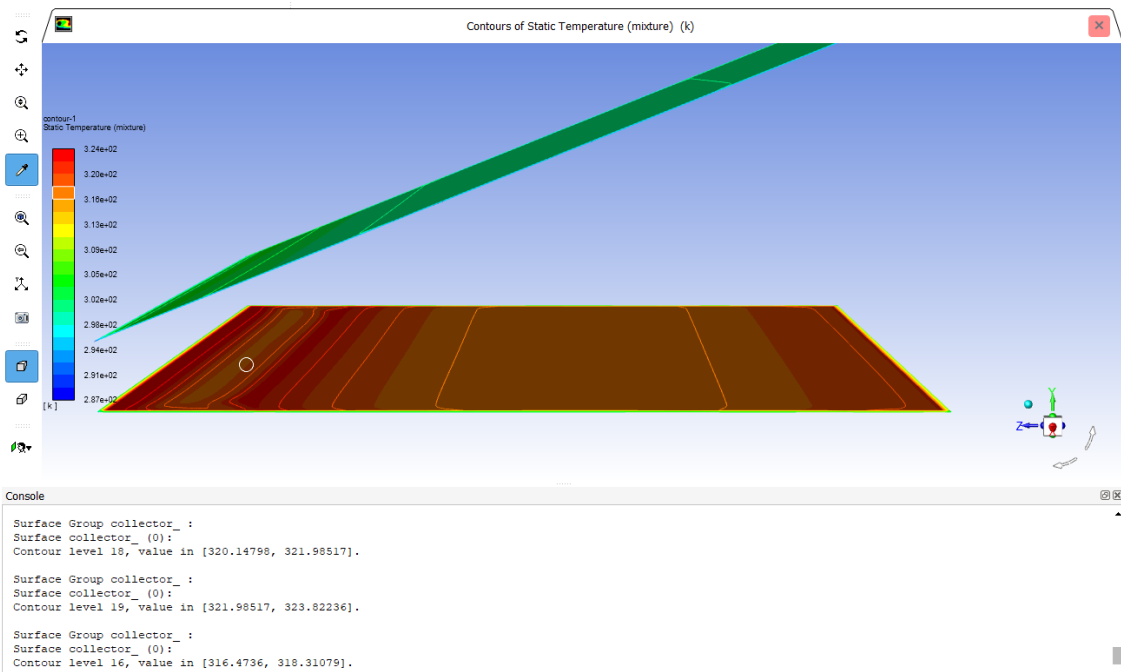 Contours of Static Temperature (mixture) (k)
contour-1
Static Temperature (mixture)
3.24e+02
3.20e+02
3.16e+02
3.13e+02
3.09e+02
3.05e+02
3.02e+02
2.98e+02
2.94e+02
2.91e+02
2.87e+02
[ k ]
Y
Z
Console
Surface Group collector_ :
Surface collector_ (0):
Contour level 18, value in [320.14798, 321.98517].
Surface Group collector_ :
Surface collector_ (0):
Contour level 19, value in [321.98517, 323.82236].
Surface Group collector_ :
Surface collector_ (0):
Contour level 16, value in [316.4736, 318.31079].